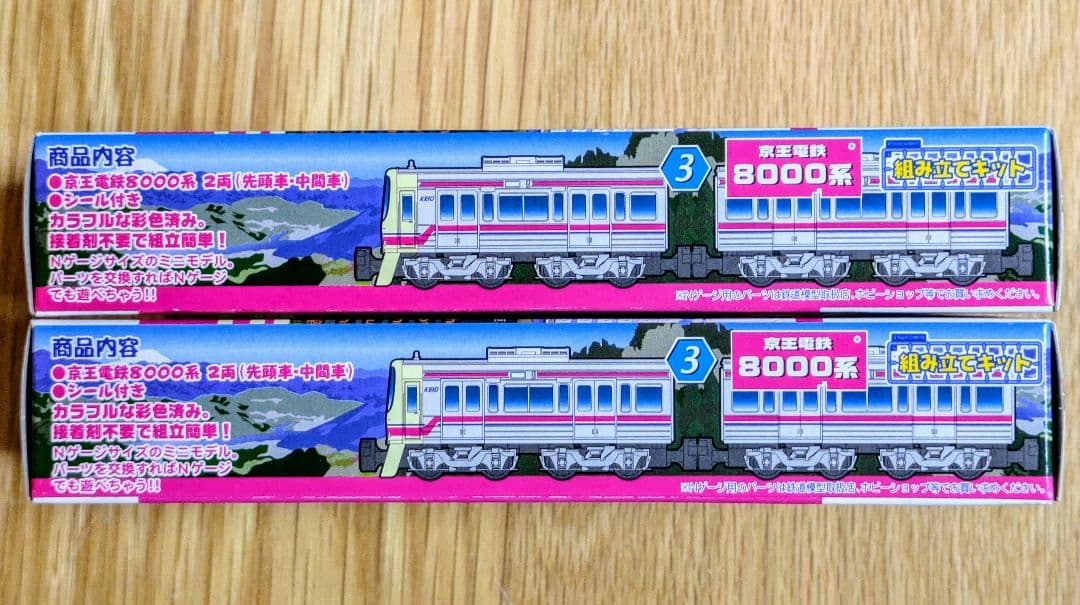 商品内容
●京王電鉄8000系 2両(先頭車・中間車)
●シール付き
カラフルな彩色済み。
接着剤不要で組立簡単!
Nゲージサイズのミニモデル。
パーツを交換すればNゲージ
でも遊べちゃう!!
KEIO
3
京王電鉄
8000系
組み立てキット
※Nゲージ用のパーツは鉄道模型取扱店、ホビーショップ等でお買い求めください。
商品内容
●京王電鉄8000系 2両(先頭車・中間車)
●シール付き
カラフルな彩色済み。
接着剤不要で組立簡単!
Nゲージサイズのミニモデル。
パーツを交換すればNゲージ
でも遊べちゃう!!
KEIO
3
京王電鉄
8000系
組み立てキット
※Nゲージ用のパーツは鉄道模型取扱店、ホビーショップ等でお買い求めください。